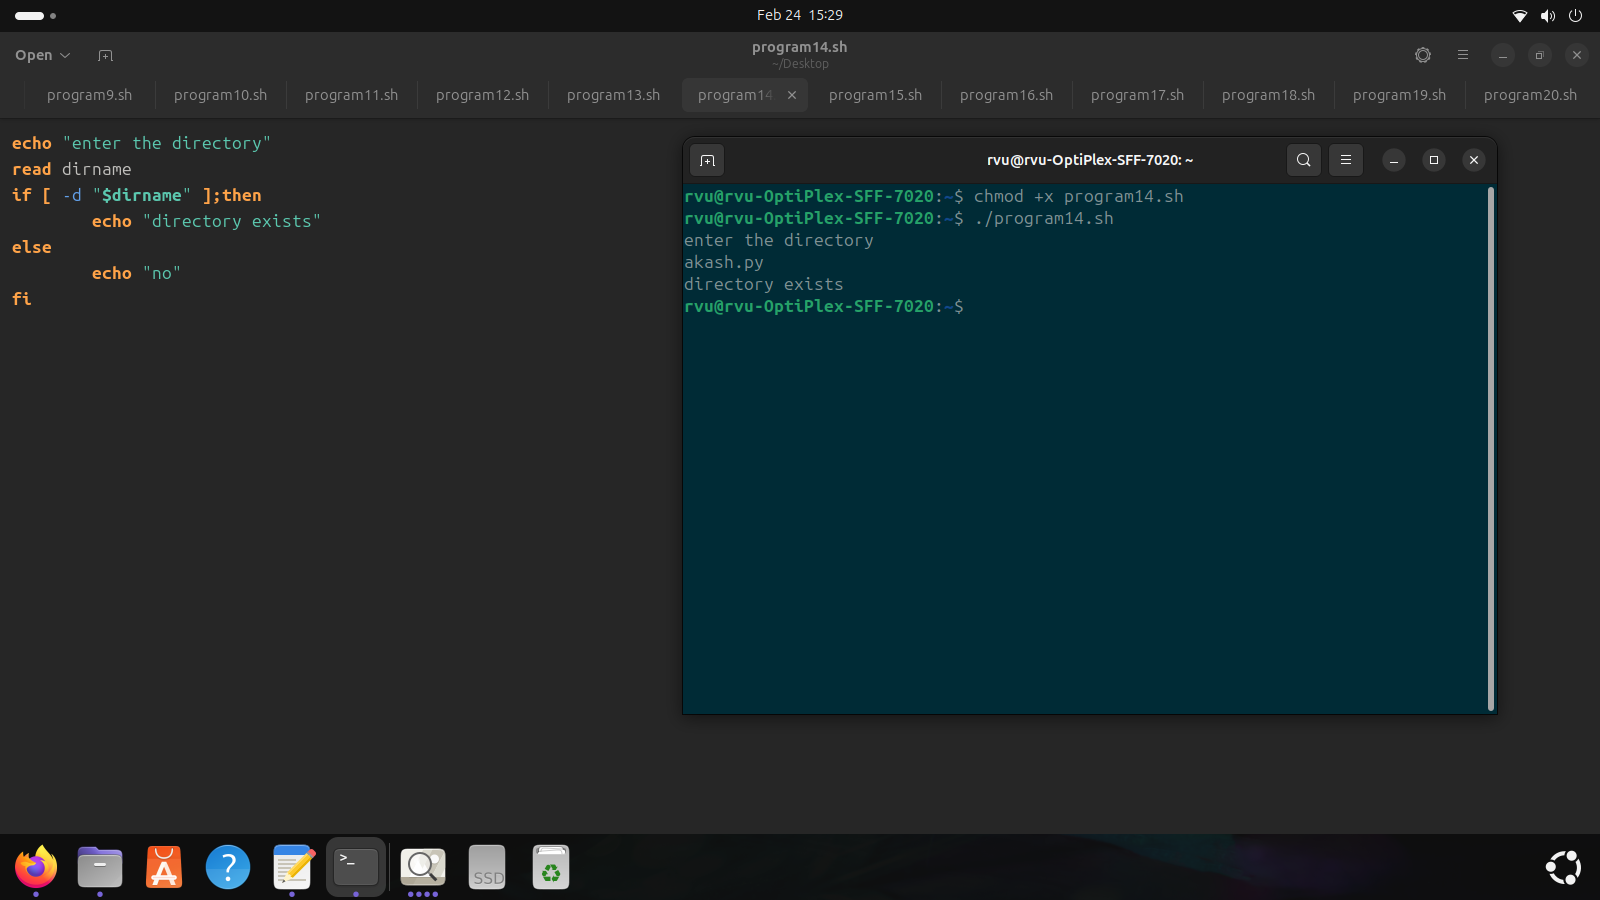 Feb 24 15:29
Open
program14.sh
~/Desktop
program9.sh program10.sh program11.sh program12.sh program13.sh program14 program15.sh program16.sh program17.sh program18.sh program19.sh program20.sh
echo "enter the directory"
read dirname
if [ -d "$dirname" ];then
echo "directory exists"
else
echo "no"
fi
rvu@rvu-OptiPlex-SFF-7020: ~
rvu@rvu-OptiPlex-SFF-7020:~$ chmod +x program14.sh
rvu@rvu-OptiPlex-SFF-7020:~$ ./program14.sh
enter the directory
akash.py
directory exists
rvu@rvu-OptiPlex-SFF-7020:~$
>_
SSD